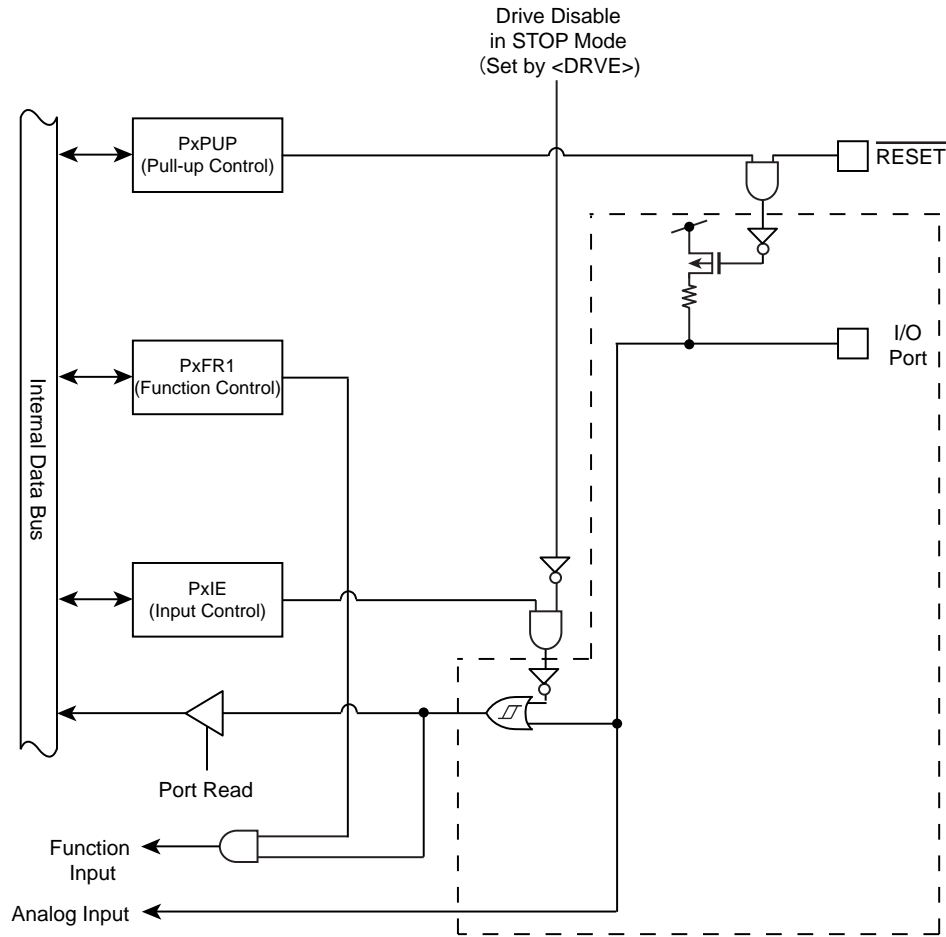 Drive Disable
in STOP Mode
(Set by <DRVE>)
PxPUP
(Pull-up Control)
RESET
I/O
Port
PxFR1
(Function Control)
Internal Data Bus
PxIE
(Input Control)
Port Read
Function
Input
Analog Input